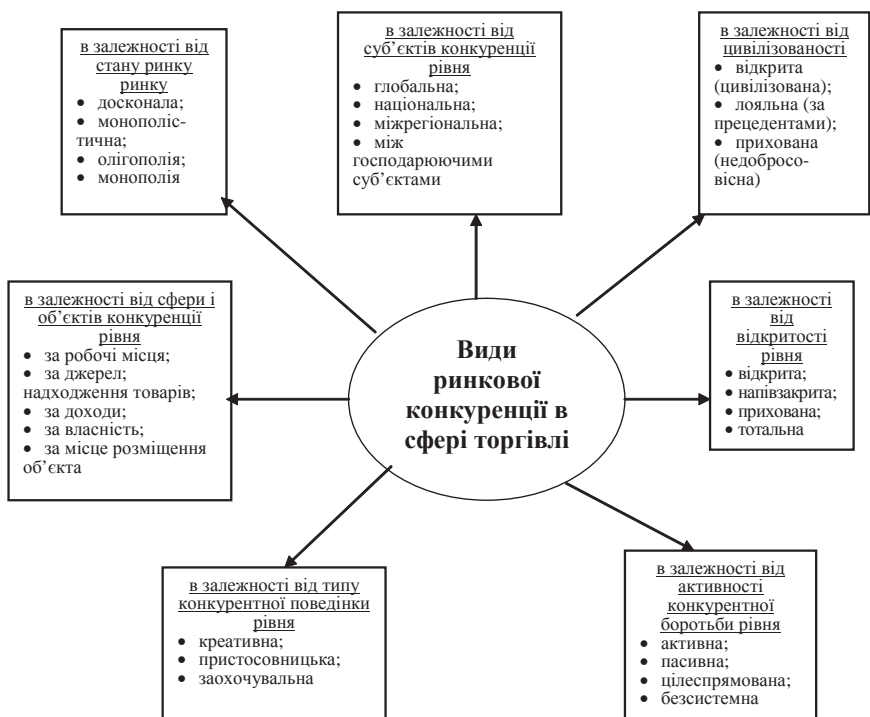 в залежності від
стану ринку
ринку
• досконала;
• монополіс-
тична;
• олігополія;
• монополія
в залежності від
суб’єктів конкуренції
рівня
• глобальна;
• національна;
• міжрегіональна;
• між
господарюючими
суб’єктами
в залежності від
цивілізованості
• відкрита
(цивілізована);
• лояльна (за
прецедентами);
• прихована
(недобросо-
вісна)
в залежності від сфери і
об’єктів конкуренції
рівня
• за робочі місця;
• за джерел;
надходження товарів;
• за доходи;
• за власність;
• за місце розміщення
об’єкта
Види
ринкової
конкуренції в
сфері торгівлі
в залежності
від
відкритості
рівня
• відкрита;
• напівзакрита;
• прихована;
• тотальна
в залежності від типу
конкурентної поведінки
рівня
• креативна;
• пристосовницька;
• заохочувальна
в залежності від
активності
конкурентної
боротьби рівня
• активна;
• пасивна;
• цілеспрямована;
• безсистемна